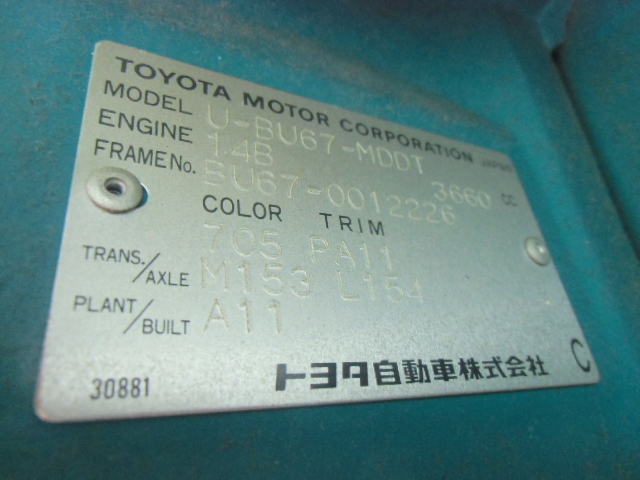 TOYOTA MOTOR CORPORATION JAPAN
MODEL U-BU67-MDDT
ENGINE 14B 3660 CC
FRAME No. BU67-0012226
COLOR TRIM
705 PA11
TRANS./AXLE M153 L154
PLANT/BUILT A11
トヨタ自動車株式会社 C
30881